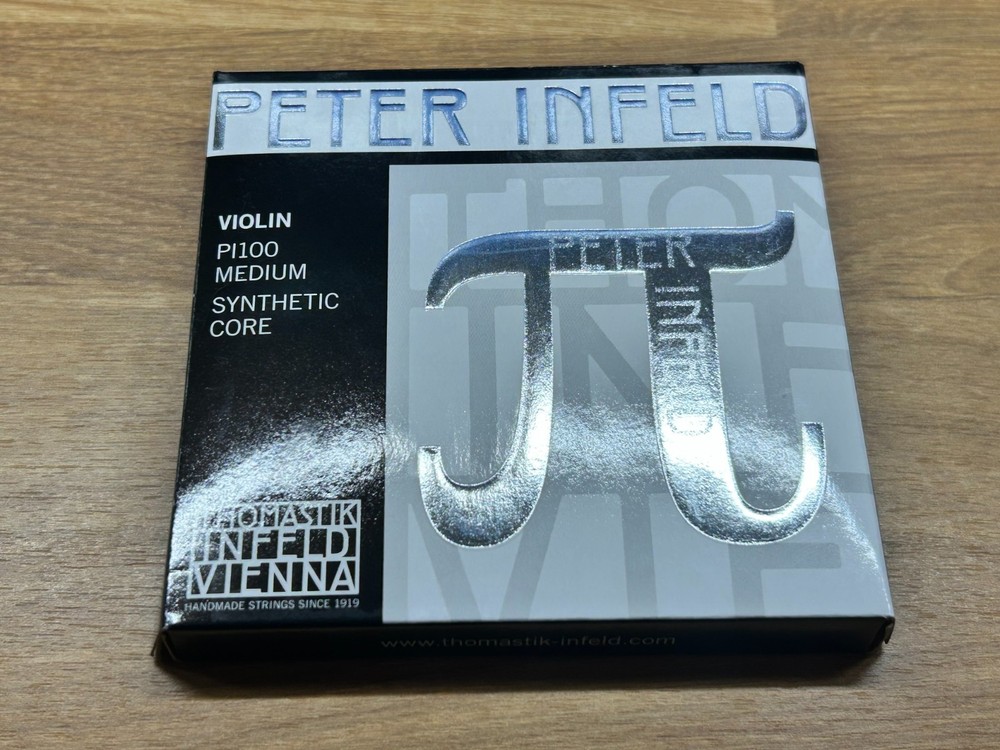 PETER INFELD
VIOLIN
PI100
MEDIUM
SYNTHETIC
CORE
PETER
INFELD
THOMASTIK
INFELD
VIENNA
HANDMADE STRINGS SINCE 1919
www.thomastik-infeld.com